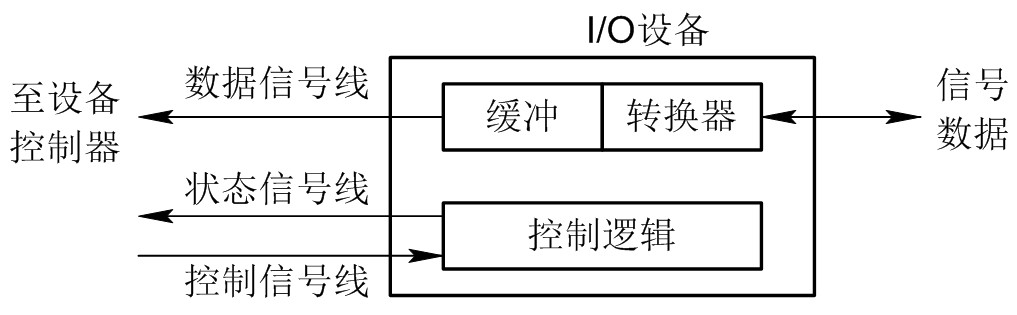 I/O设备
至设备
控制器
数据信号线
缓冲
转换器
信号
数据
状态信号线
控制逻辑
控制信号线